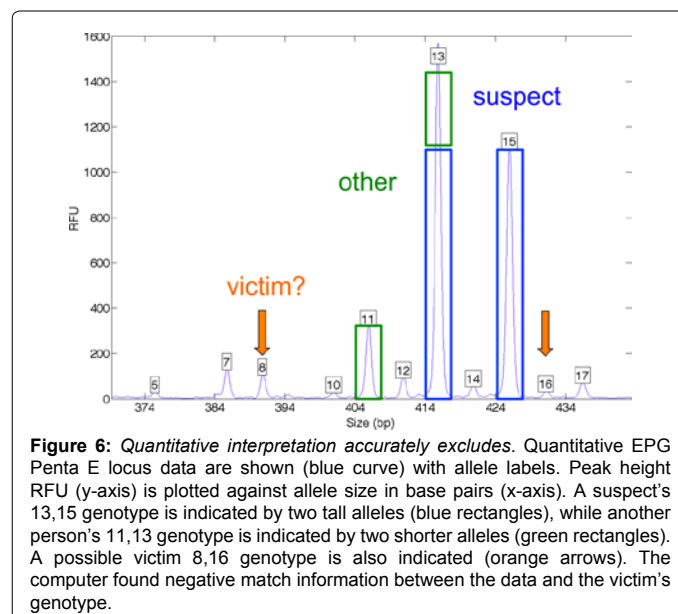 1600
1400
1200
1000
800
600
400
200
0
RFU
13
suspect
15
other
victim?
11
5
7
8
10
12
14
16
17
374
384
394
404
414
424
434
Size (bp)
Figure 6: Quantitative interpretation accurately excludes. Quantitative EPG
Penta E locus data are shown (blue curve) with allele labels. Peak height
RFU (y-axis) is plotted against allele size in base pairs (x-axis). A suspect's
13,15 genotype is indicated by two tall alleles (blue rectangles), while another
person's 11,13 genotype is indicated by two shorter alleles (green rectangles).
A possible victim 8,16 genotype is also indicated (orange arrows). The
computer found negative match information between the data and the victim's
genotype.